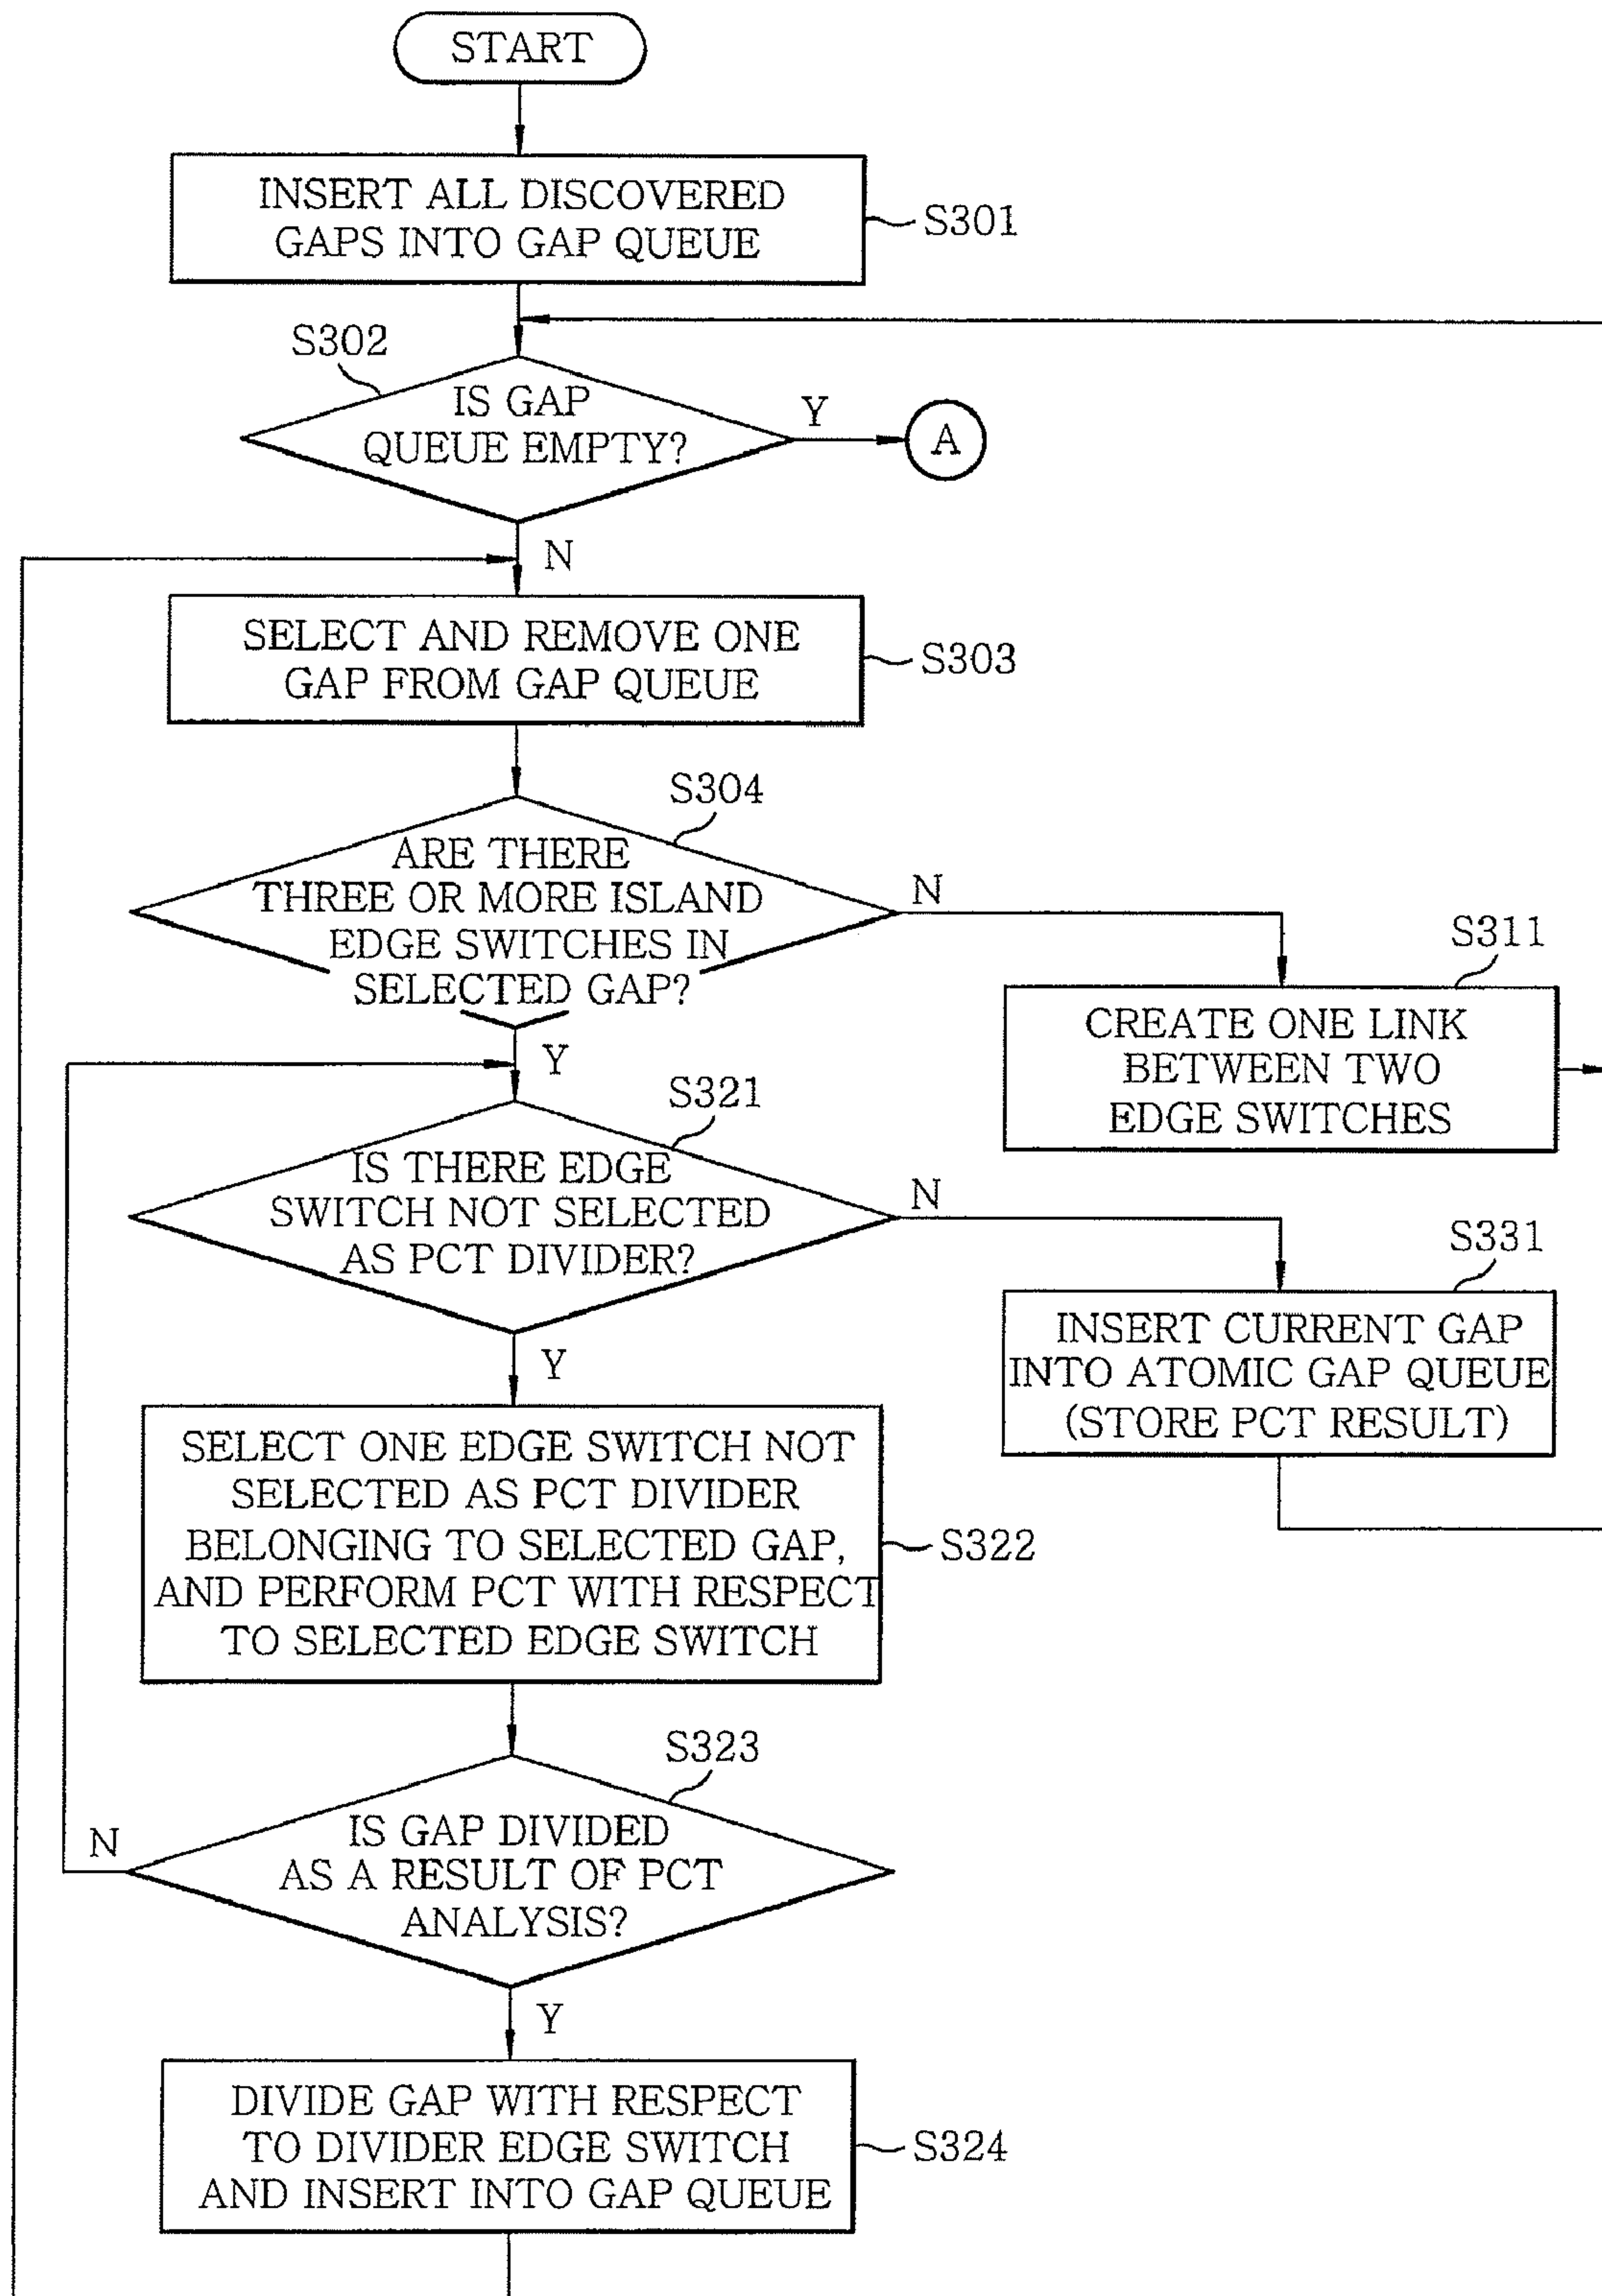 START
INSERT ALL DISCOVERED
GAPS INTO GAP QUEUE
S301
S302
IS GAP
QUEUE EMPTY?
Y
A
N
SELECT AND REMOVE ONE
GAP FROM GAP QUEUE
S303
S304
ARE THERE
THREE OR MORE ISLAND
EDGE SWITCHES IN
SELECTED GAP?
N
S311
CREATE ONE LINK
BETWEEN TWO
EDGE SWITCHES
Y
S321
IS THERE EDGE
SWITCH NOT SELECTED
AS PCT DIVIDER?
N
S331
INSERT CURRENT GAP
INTO ATOMIC GAP QUEUE
(STORE PCT RESULT)
Y
SELECT ONE EDGE SWITCH NOT
SELECTED AS PCT DIVIDER
BELONGING TO SELECTED GAP,
AND PERFORM PCT WITH RESPECT
TO SELECTED EDGE SWITCH
S322
S323
IS GAP DIVIDED
AS A RESULT OF PCT
ANALYSIS?
N
Y
DIVIDE GAP WITH RESPECT
TO DIVIDER EDGE SWITCH
AND INSERT INTO GAP QUEUE
S324